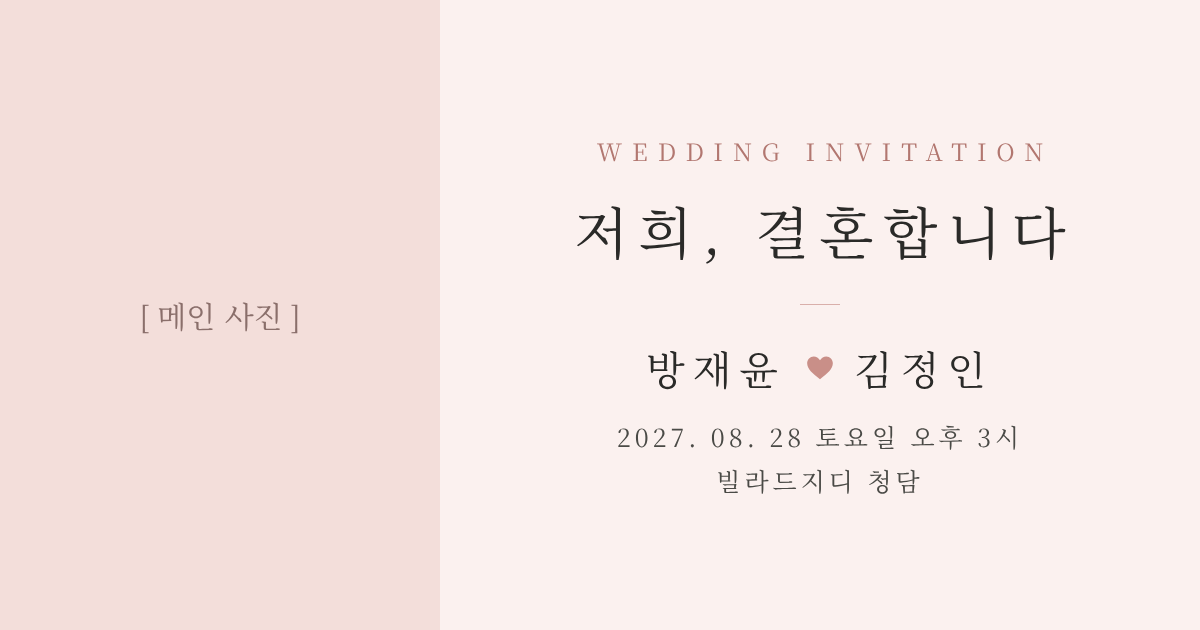 [ 메인 사진 ]
WEDDING INVITATION
저희, 결혼합니다
방재윤 ♥ 김정인
2027. 08. 28 토요일 오후 3시
빌라드지디 청담